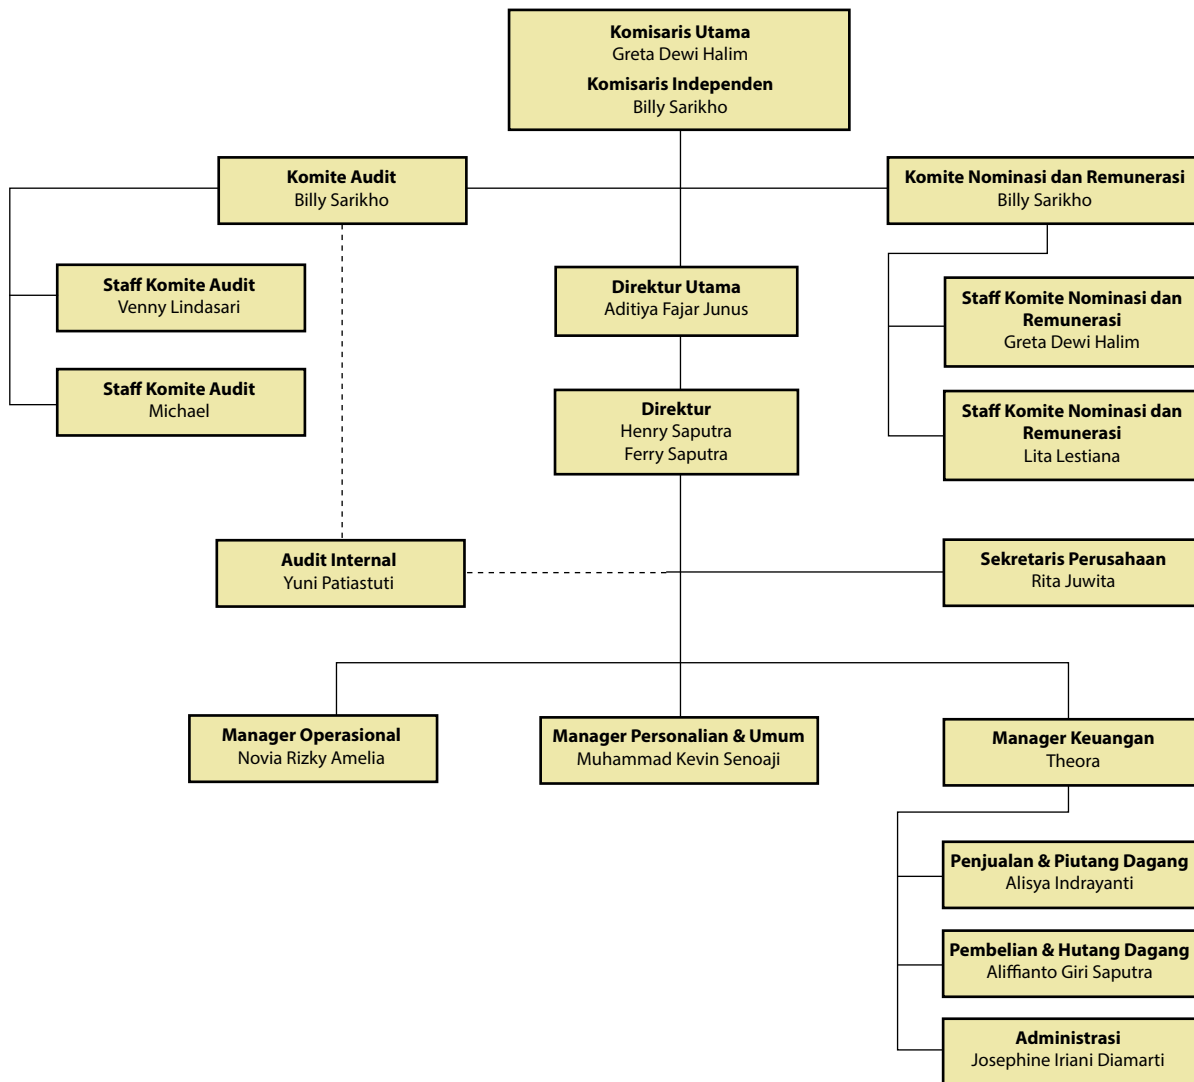 Komisaris Utama
Greta Dewi Halim
Komisaris Independen
Billy Sarikho
Komite Audit
Billy Sarikho
Komite Nominasi dan Remunerasi
Billy Sarikho
Staff Komite Audit
Venny Lindasari
Direktur Utama
Aditiya Fajar Junus
Staff Komite Nominasi dan
Remunerasi
Greta Dewi Halim
Staff Komite Audit
Michael
Direktur
Henry Saputra
Ferry Saputra
Staff Komite Nominasi dan
Remunerasi
Lita Lestiana
Audit Internal
Yuni Patiastuti
Sekretaris Perusahaan
Rita Juwita
Manager Operasional
Novia Rizky Amelia
Manager Personalian & Umum
Muhammad Kevin Senoaji
Manager Keuangan
Theora
Penjualan & Piutang Dagang
Alisya Indrayanti
Pembelian & Hutang Dagang
Aliffianto Giri Saputra
Administrasi
Josephine Iriani Diamarti